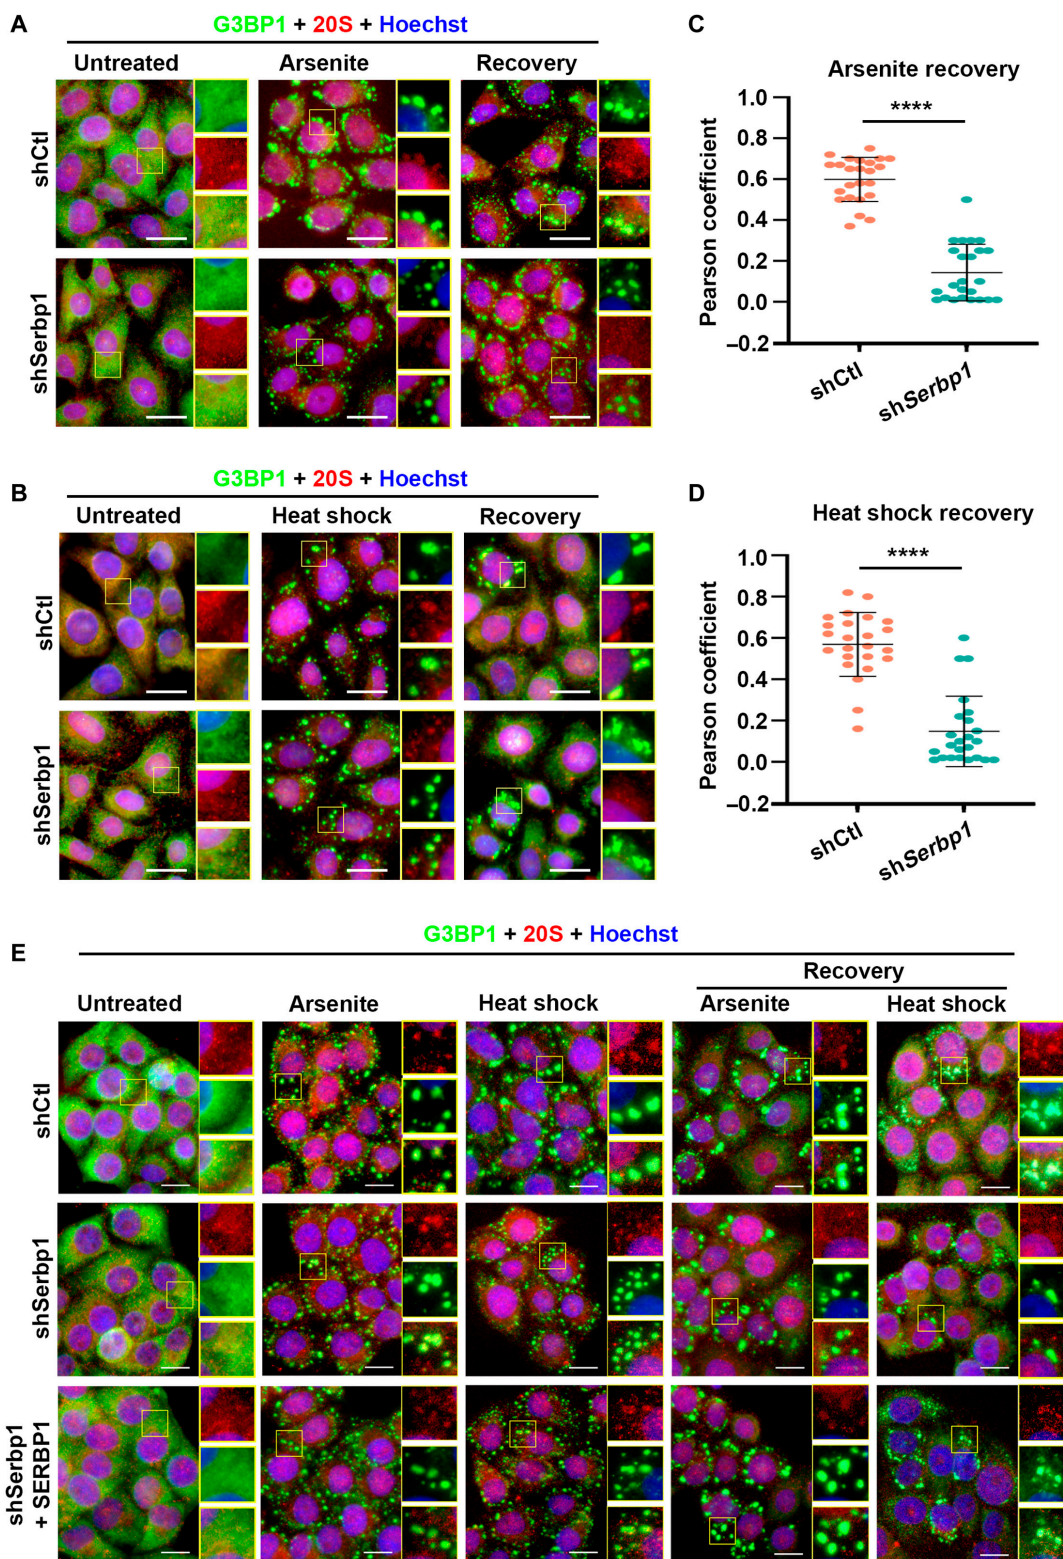 A
G3BP1 + 20S + Hoechst
Untreated Arsenite Recovery
shCtl
shSerbp1
C
Arsenite recovery
****
Pearson coefficient
1.0
0.8
0.6
0.4
0.2
0.0
–0.2
shCtl
shSerbp1
B
G3BP1 + 20S + Hoechst
Untreated Heat shock Recovery
shCtl
shSerbp1
D
Heat shock recovery
****
Pearson coefficient
1.0
0.8
0.6
0.4
0.2
0.0
–0.2
shCtl
shSerbp1
E
G3BP1 + 20S + Hoechst
Recovery
Untreated Arsenite Heat shock Arsenite Heat shock
shCtl
shSerbp1
shSerbp1
+ SERBP1